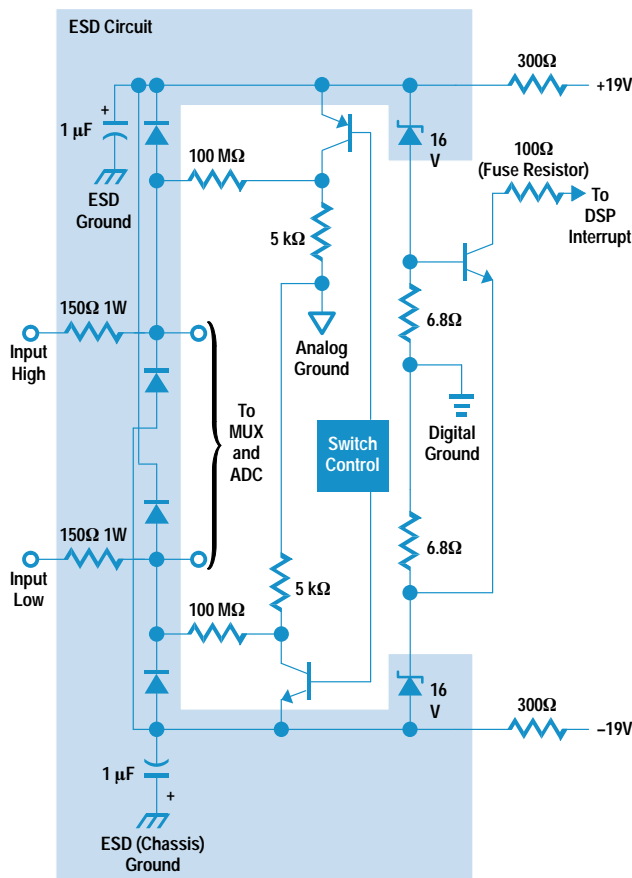 ESD Circuit
300Ω
+19V
+
1 µF
ESD
Ground
100 MΩ
16
V
100Ω
(Fuse Resistor)
To
DSP
Interrupt
5 kΩ
150Ω 1W
Input
High
Analog
Ground
6.8Ω
Digital
Ground
To
MUX
and
ADC
Switch
Control
150Ω 1W
Input
Low
6.8Ω
5 kΩ
100 MΩ
16
V
300Ω
–19V
1 µF
+
ESD (Chassis)
Ground